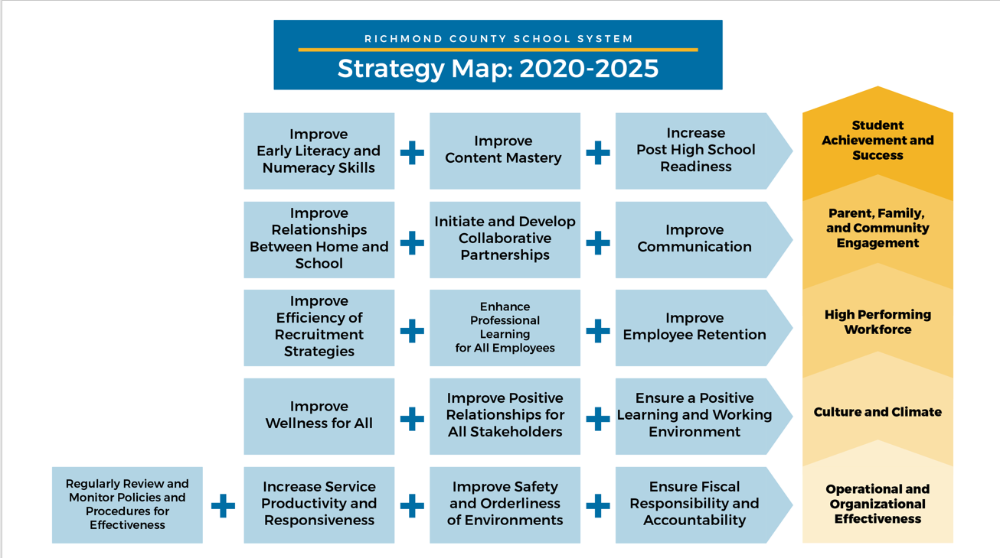 RICHMOND COUNTY SCHOOL SYSTEM
Strategy Map: 2020-2025
Improve
Early Literacy and
Numeracy Skills
+
Improve
Content Mastery
+
Increase
Post High School
Readiness
Student
Achievement and
Success
Improve
Relationships
Between Home and
School
+
Initiate and Develop
Collaborative
Partnerships
+
Improve
Communication
Parent, Family,
and Community
Engagement
Improve
Efficiency of
Recruitment
Strategies
+
Enhance
Professional
Learning
for All Employees
+
Improve
Employee Retention
High Performing
Workforce
Improve
Wellness for All
+
Improve Positive
Relationships for
All Stakeholders
+
Ensure a Positive
Learning and Working
Environment
Culture and Climate
Regularly Review and
Monitor Policies and
Procedures for
Effectiveness
+
Increase Service
Productivity and
Responsiveness
+
Improve Safety
and Orderliness
of Environments
+
Ensure Fiscal
Responsibility and
Accountability
Operational and
Organizational
Effectiveness